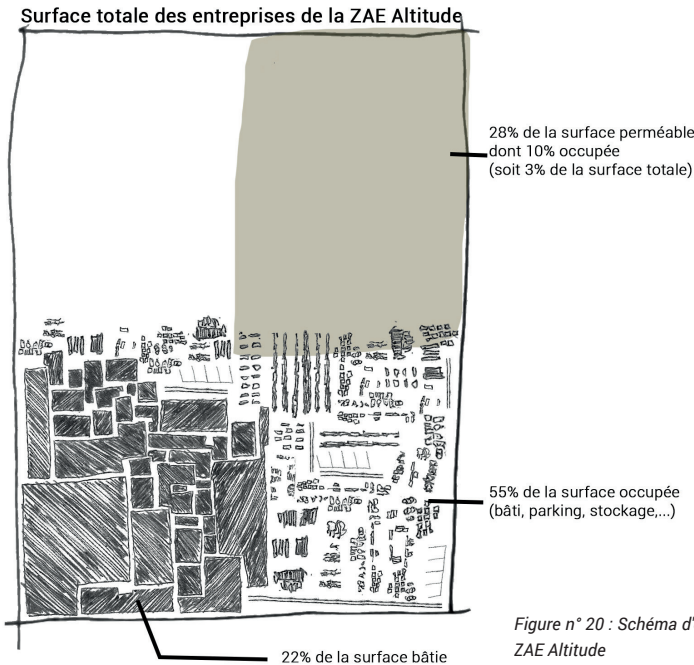 Surface totale des entreprises de la ZAE Altitude
28% de la surface perméable
dont 10% occupée
(soit 3% de la surface totale)
55% de la surface occupée
(bâti, parking, stockage,...)
Figure n° 20 : Schéma d'
ZAE Altitude
22% de la surface bâtie